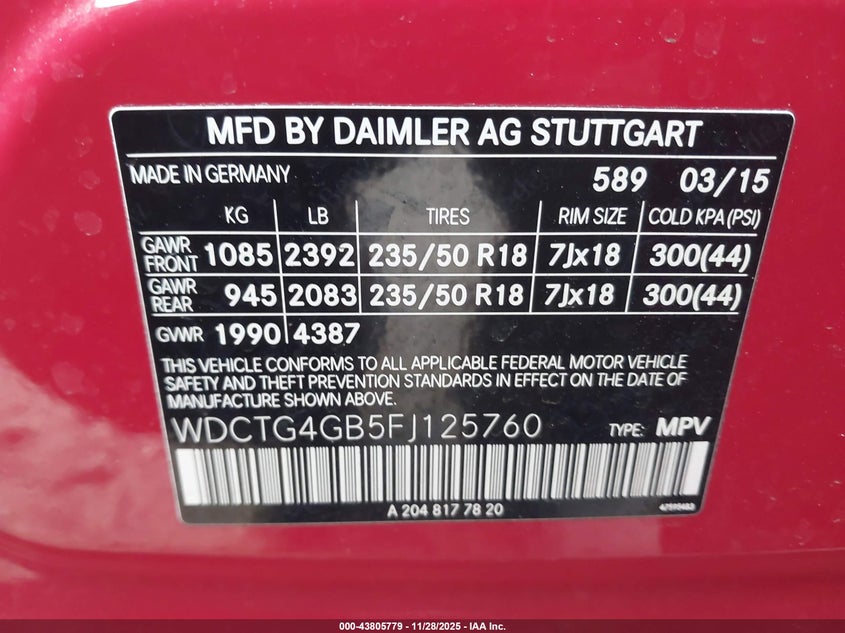 MFD BY DAIMLER AG STUTTGART
MADE IN GERMANY 589 03/15
KG LB TIRES RIM SIZE COLD KPA (PSI)
GAWR FRONT 1085 2392 235/50 R18 7Jx18 300(44)
GAWR REAR 945 2083 235/50 R18 7Jx18 300(44)
GVWR 1990 4387
THIS VEHICLE CONFORMS TO ALL APPLICABLE FEDERAL MOTOR VEHICLE
SAFETY AND THEFT PREVENTION STANDARDS IN EFFECT ON THE DATE OF
MANUFACTURE SHOWN ABOVE.
WDCTG4GB5FJ125760 TYPE: MPV
A 204 817 78 20
000-43805779 - 11/28/2025 - IAA Inc.